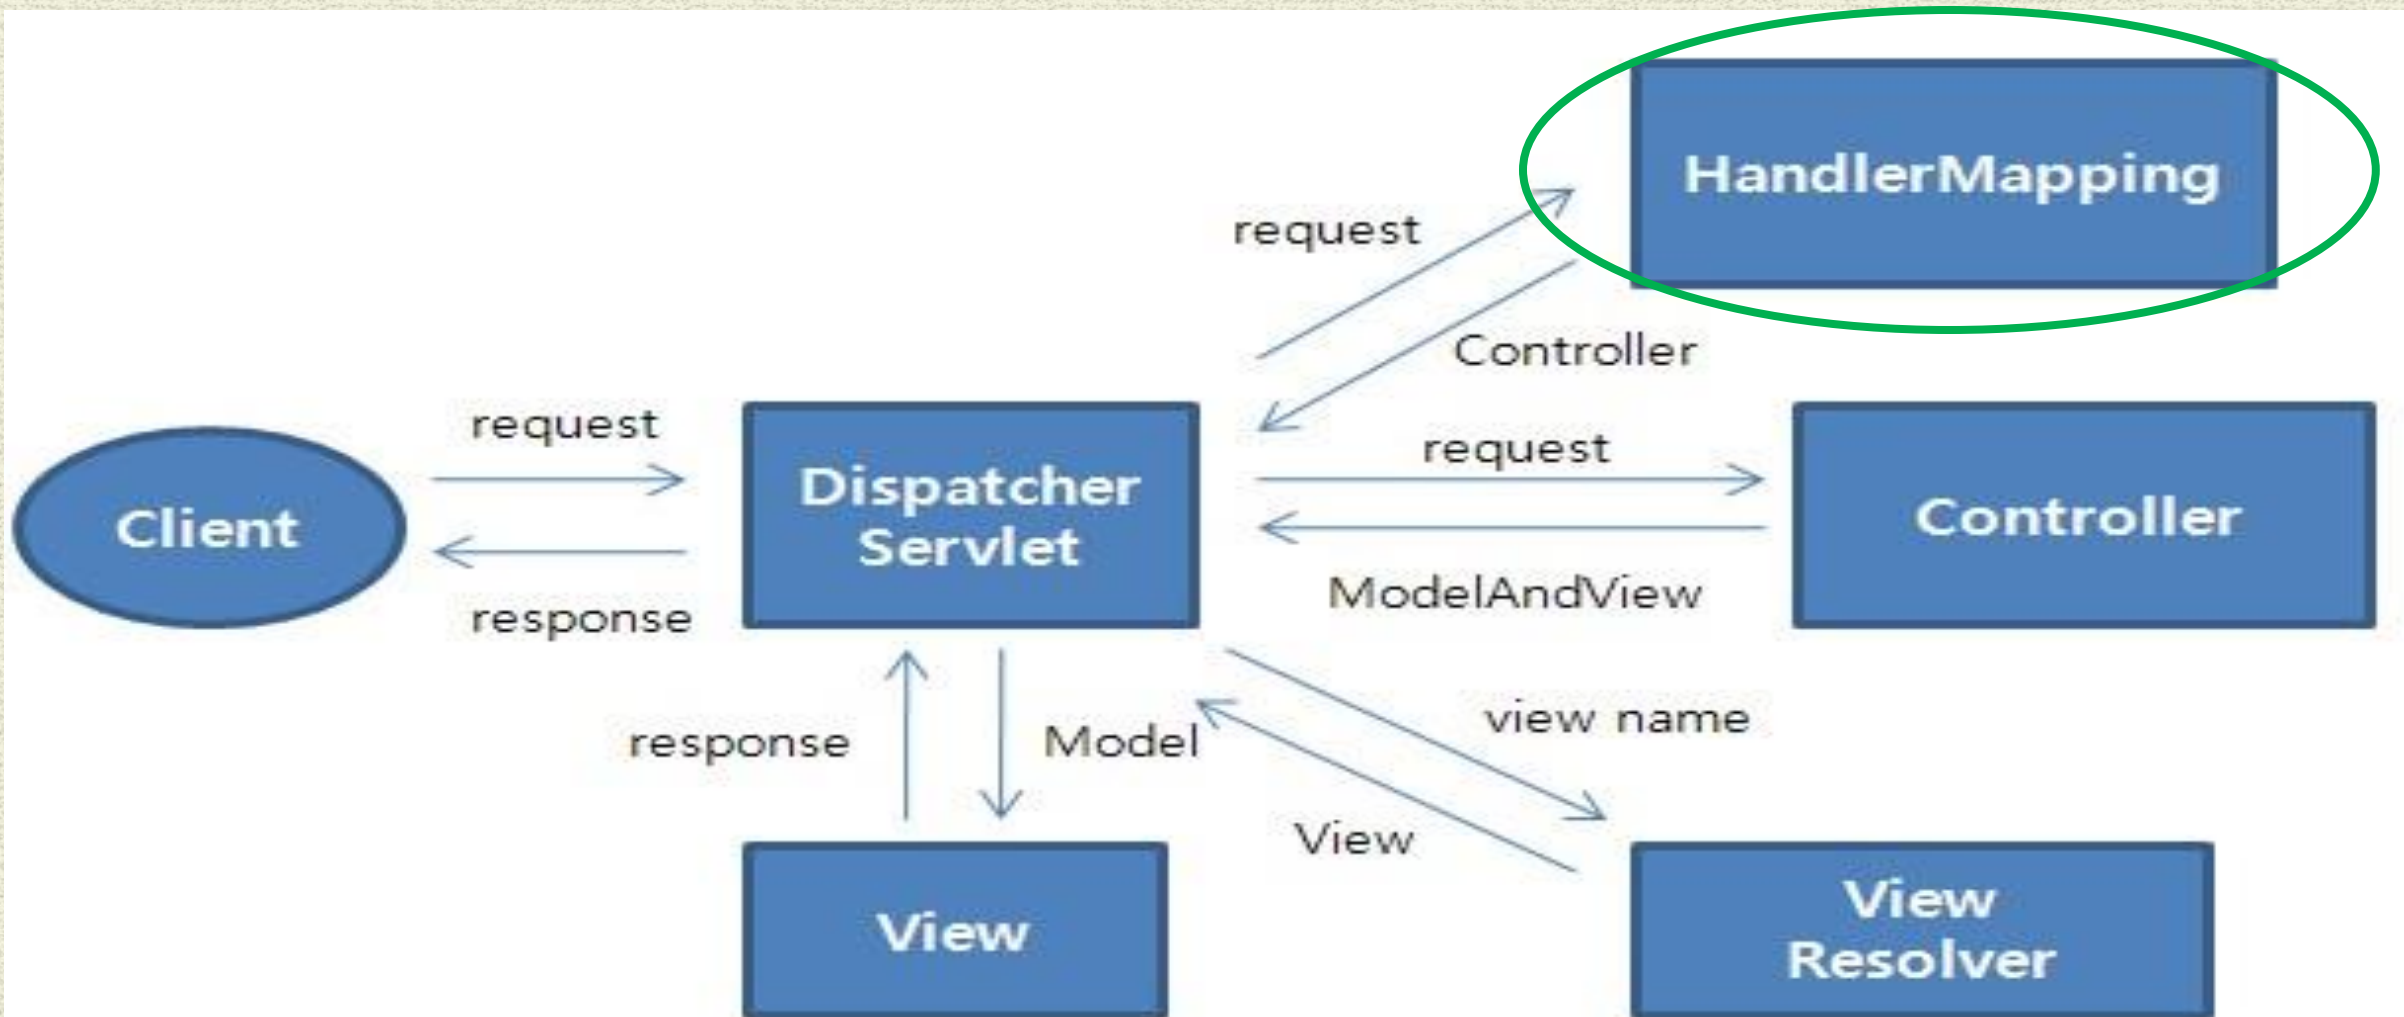 HandlerMapping
request
Controller
request
request
Dispatcher
Servlet
Client
Controller
ModelAndView
response
response
Model
view name
View
View
View
Resolver